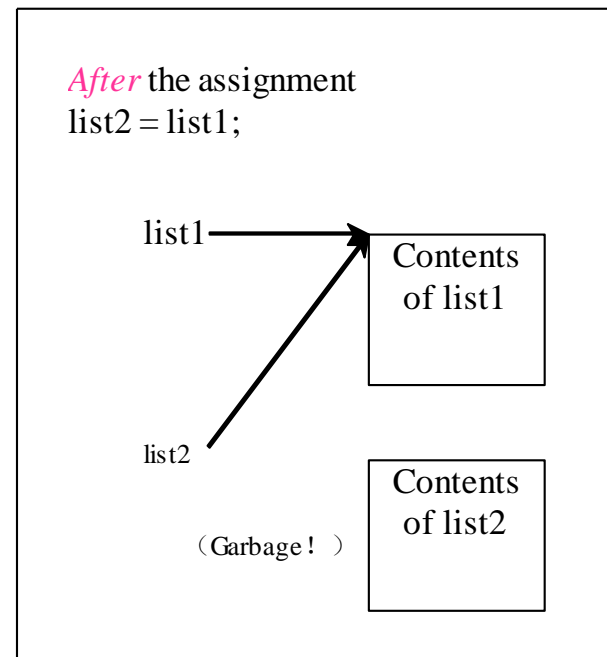 After the assignment
list2 = list1;
list1
Contents
of list1
list2
Contents
of list2
（Garbage！）